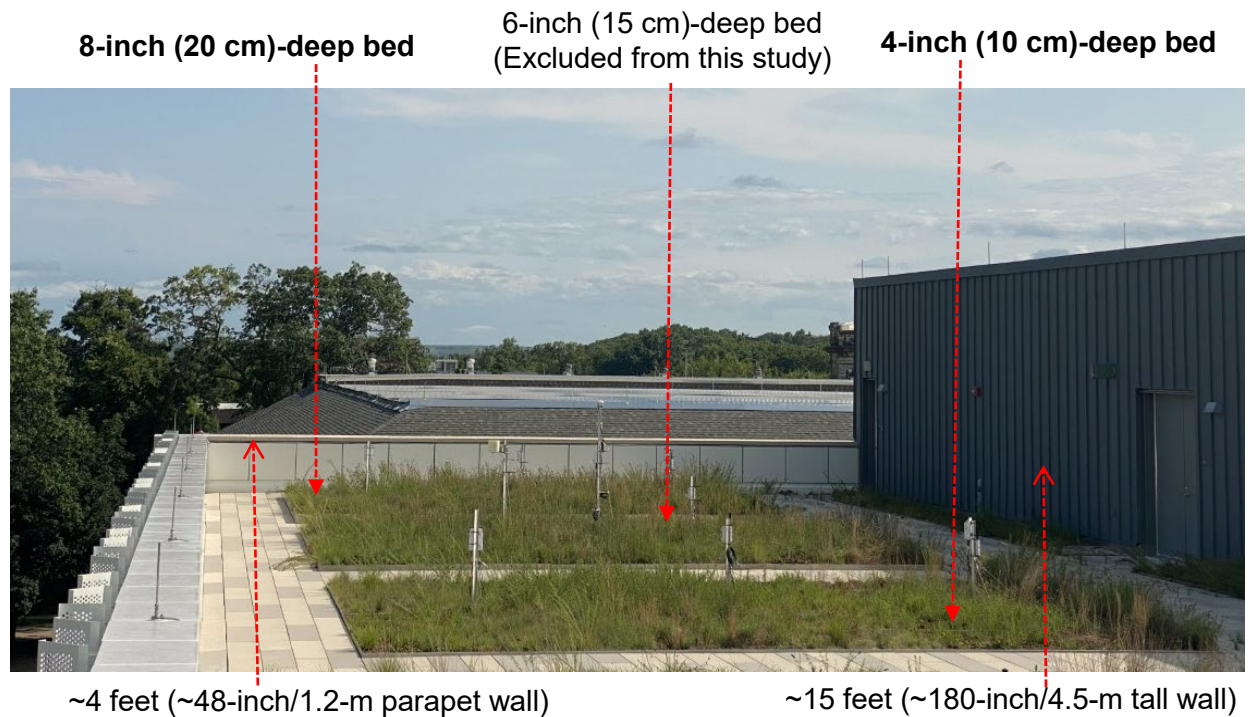 8-inch (20 cm)-deep bed
6-inch (15 cm)-deep bed
(Excluded from this study)
4-inch (10 cm)-deep bed
~4 feet (~48-inch/1.2-m parapet wall)
~15 feet (~180-inch/4.5-m tall wall)